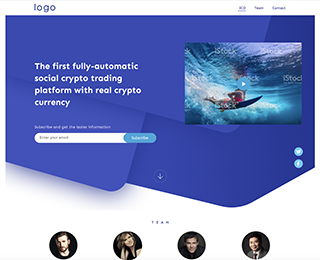 logo
ICO Team Contact
The first fully-automatic
social crypto trading
platform with real crypto
currency
Subscribe and get the latest information
Enter your email Subscribe
iStock
iStock
iStock
TEAM